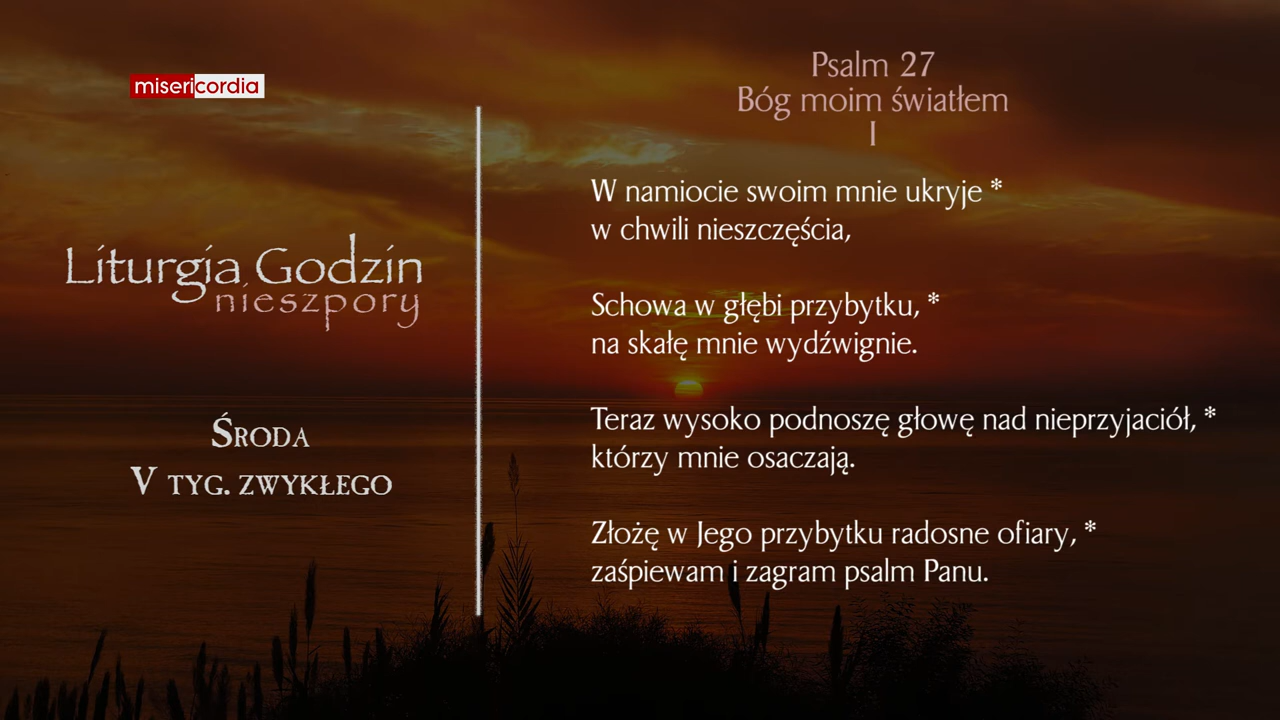 misericordia
Liturgia Godzin
nieszpory
Środa
V tyg. zwykłego
Psalm 27
Bóg moim światłem
I
W namiocie swoim mnie ukryje *
w chwili nieszczęścia,
Schowa w głębi przybytku, *
na skałę mnie wydźwignie.
Teraz wysoko podnoszę głowę nad nieprzyjaciół, *
którzy mnie osaczają.
Złożę w Jego przybytku radosne ofiary, *
zaśpiewam i zagram psalm Panu.